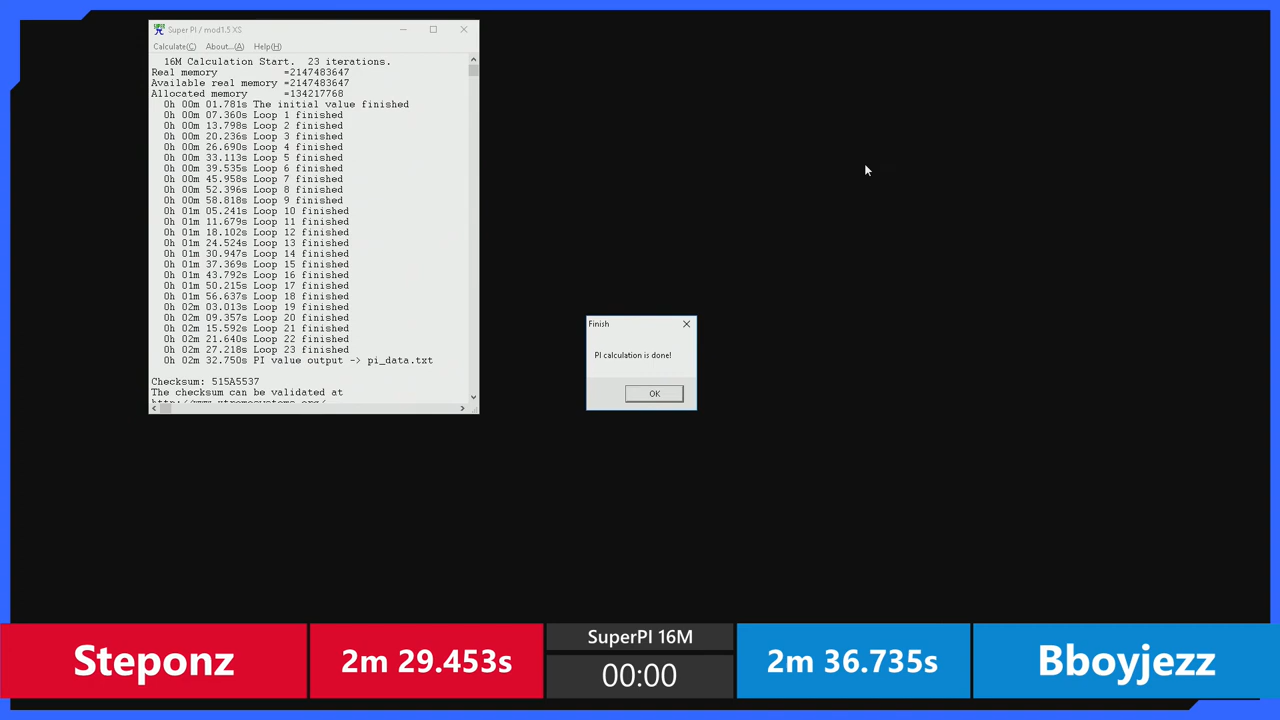 Super PI / mod1.5 XS
Calculate(C) About...(A) Help(H)
16M Calculation Start. 23 iterations.
Real memory =2147483647
Available real memory =2147483647
Allocated memory =134217768
0h 00m 01.781s The initial value finished
0h 00m 07.360s Loop 1 finished
0h 00m 13.798s Loop 2 finished
0h 00m 20.236s Loop 3 finished
0h 00m 26.690s Loop 4 finished
0h 00m 33.113s Loop 5 finished
0h 00m 39.535s Loop 6 finished
0h 00m 45.958s Loop 7 finished
0h 00m 52.396s Loop 8 finished
0h 00m 58.818s Loop 9 finished
0h 01m 05.241s Loop 10 finished
0h 01m 11.679s Loop 11 finished
0h 01m 18.102s Loop 12 finished
0h 01m 24.524s Loop 13 finished
0h 01m 30.947s Loop 14 finished
0h 01m 37.369s Loop 15 finished
0h 01m 43.792s Loop 16 finished
0h 01m 50.215s Loop 17 finished
0h 01m 56.637s Loop 18 finished
0h 02m 03.013s Loop 19 finished
0h 02m 09.357s Loop 20 finished
0h 02m 15.592s Loop 21 finished
0h 02m 21.640s Loop 22 finished
0h 02m 27.218s Loop 23 finished
0h 02m 32.750s PI value output -> pi_data.txt
Checksum: 515A5537
The checksum can be validated at
http://www.xtremesystems.org/
Finish
PI calculation is done!
OK
Steponz
2m 29.453s
SuperPI 16M
00:00
2m 36.735s
Bboyjezz